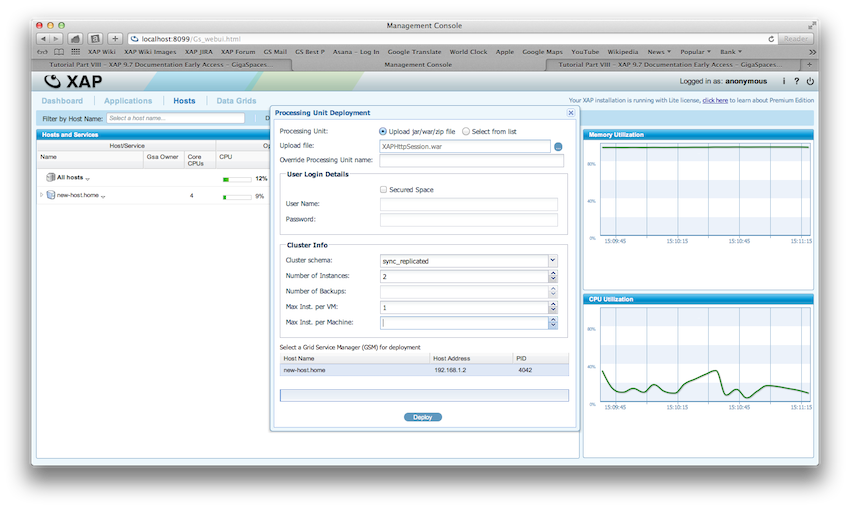 Management Console
localhost:8099/Gs_webui.html
Reader
XAP Wiki XAP Wiki Images XAP JIRA XAP Forum GS Mail GS Best P Asana – Log In Google Translate World Clock Apple Google Maps YouTube Wikipedia News Popular Bank
Tutorial Part VIII – XAP 9.7 Documentation Early Access – GigaSpaces... Management Console Tutorial Part VIII – XAP 9.7 Documentation Early Access – GigaSpaces...
XAP
Logged in as: anonymous i ?
Dashboard Applications Hosts Data Grids
Your XAP installation is running with Lite license, click here to learn about Premium Edition
Filter by Host Name: Select a host name... D
Hosts and Services
Host/Service Op
Name Gsa Owner Core CPUs CPU
All hosts 12%
new-host.home 4 9%
Processing Unit Deployment
Processing Unit: Upload jar/war/zip file Select from list
Upload file: XAPHttpSession.war
Override Processing Unit name:
User Login Details
Secured Space
User Name:
Password:
Cluster Info
Cluster schema: sync_replicated
Number of Instances: 2
Number of Backups:
Max Inst. per VM: 1
Max Inst. per Machine:
Select a Grid Service Manager (GSM) for deployment
Host Name Host Address PID
new-host.home 192.168.1.2 4042
Deploy
Memory Utilization
80%
40%
0%
15:09:45 15:10:15 15:10:45 15:11:15
CPU Utilization
80%
40%
0%
15:09:45 15:10:15 15:10:45 15:11:15